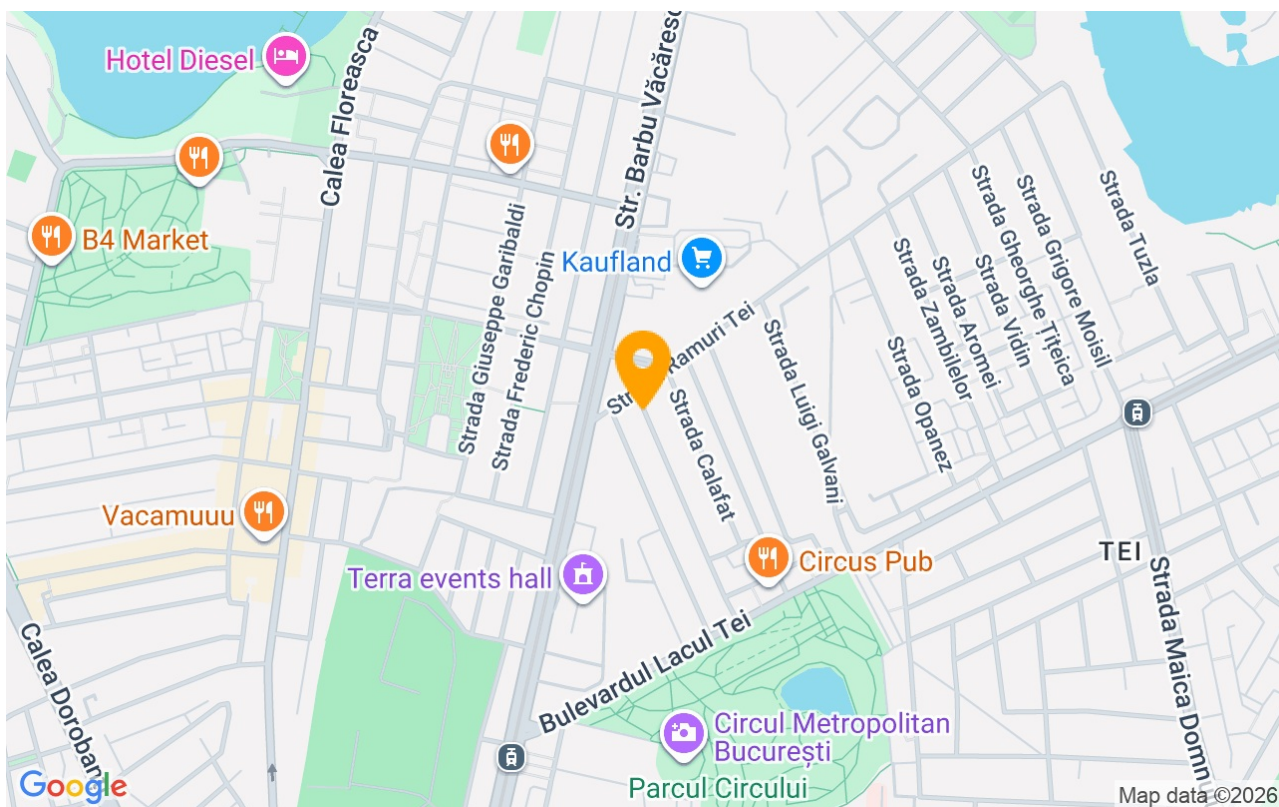 Hotel Diesel
Calea Floreasca
Str. Barbu Văcăresc
B4 Market
Strada Giuseppe Garibaldi
Strada Frederic Chopin
Kaufland
Strada Tuzla
Strada Grigore Moisil
Strada Gheorghe Țițeica
Strada Vidin
Strada Aromei
Strada Zambilelor
Strada Opanez
Ramuri Tei
Strada Luigi Galvani
Strada Calafat
Vacamuuu
Terra events hall
Circus Pub
TEI
Strada Maica Domnu
Bulevardul Lacul Tei
Calea Doroban
Circul Metropolitan
București
Parcul Circului
Google
Map data ©2026